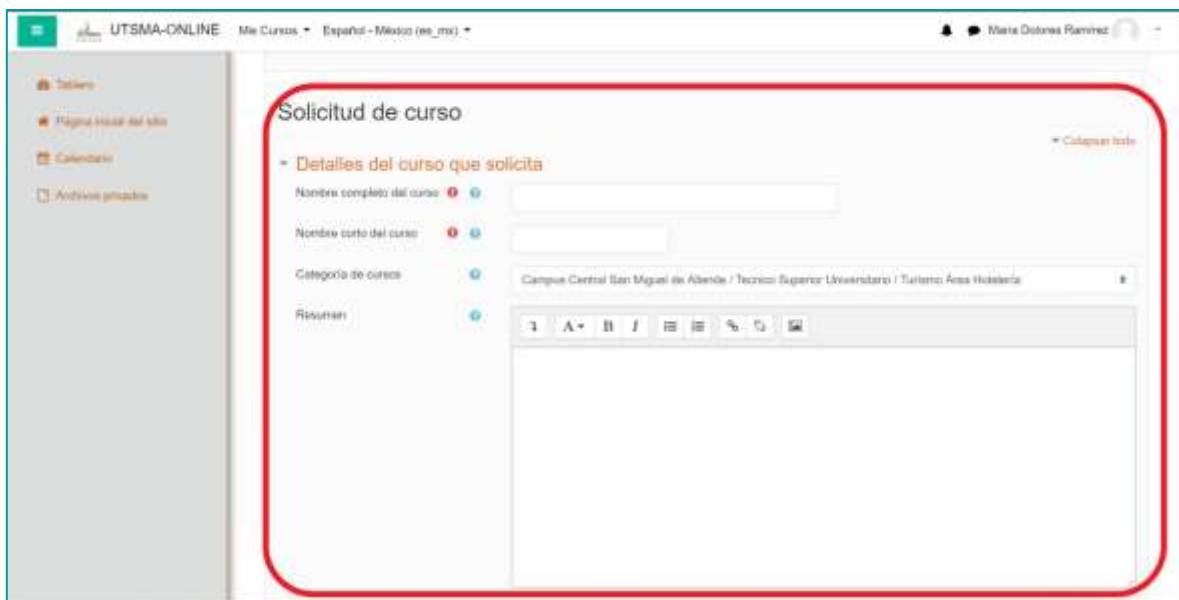 UTSMA-ONLINE Mis Cursos Español - México (es_mx) Maria Dolores Ramirez
Tablero
Página inicial del sitio
Calendario
Archivos privados
Solicitud de curso
Colapsar todo
Detalles del curso que solicita
Nombre completo del curso
Nombre corto del curso
Categoría de cursos Campus Central San Miguel de Allende / Tecnico Superior Universitario / Turismo Área Hotelería
Resumen
A B I